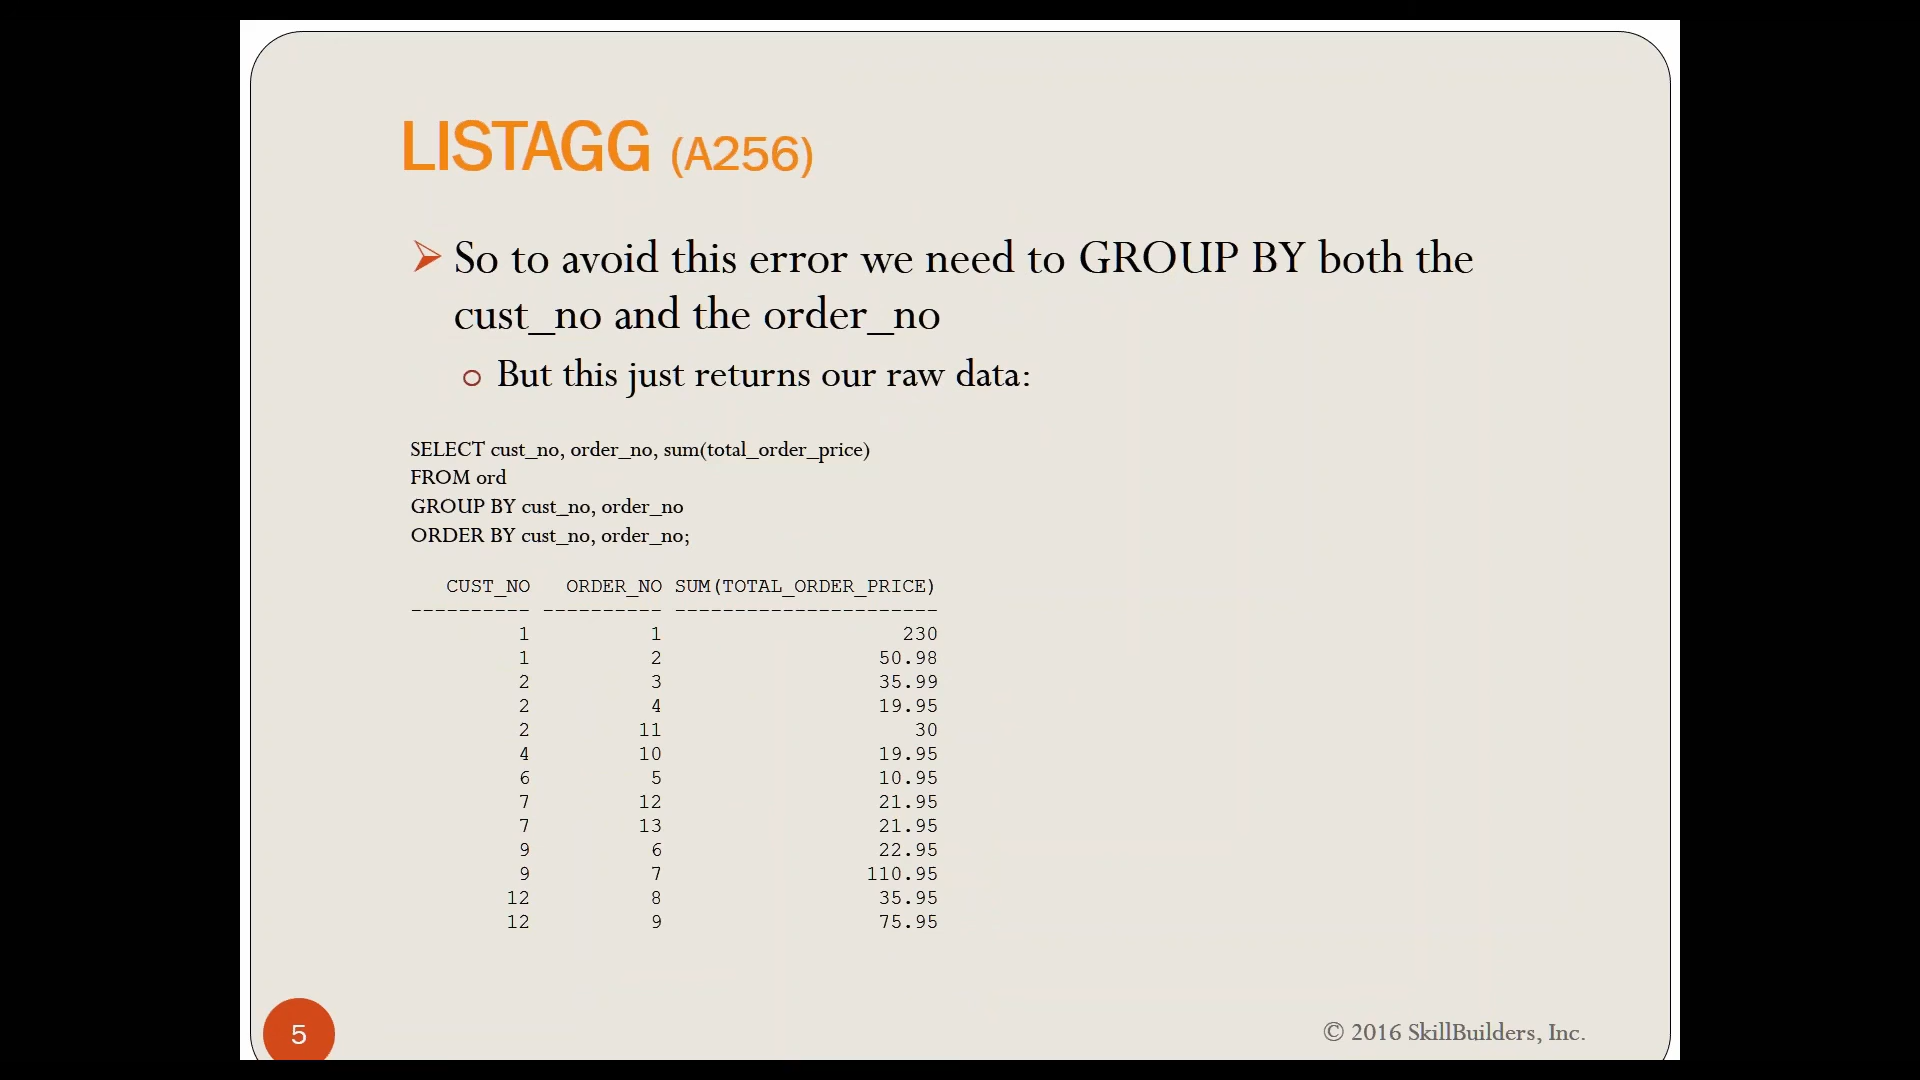 LISTAGG (A256)
So to avoid this error we need to GROUP BY both the
cust_no and the order_no
But this just returns our raw data:
SELECT cust_no, order_no, sum(total_order_price)
FROM ord
GROUP BY cust_no, order_no
ORDER BY cust_no, order_no;
CUST_NO ORDER_NO SUM(TOTAL_ORDER_PRICE)
---------- ---------- ----------------------
1 1 230
1 2 50.98
2 3 35.99
2 4 19.95
2 11 30
4 10 19.95
6 5 10.95
7 12 21.95
7 13 21.95
9 6 22.95
9 7 110.95
12 8 35.95
12 9 75.95
5
© 2016 SkillBuilders, Inc.